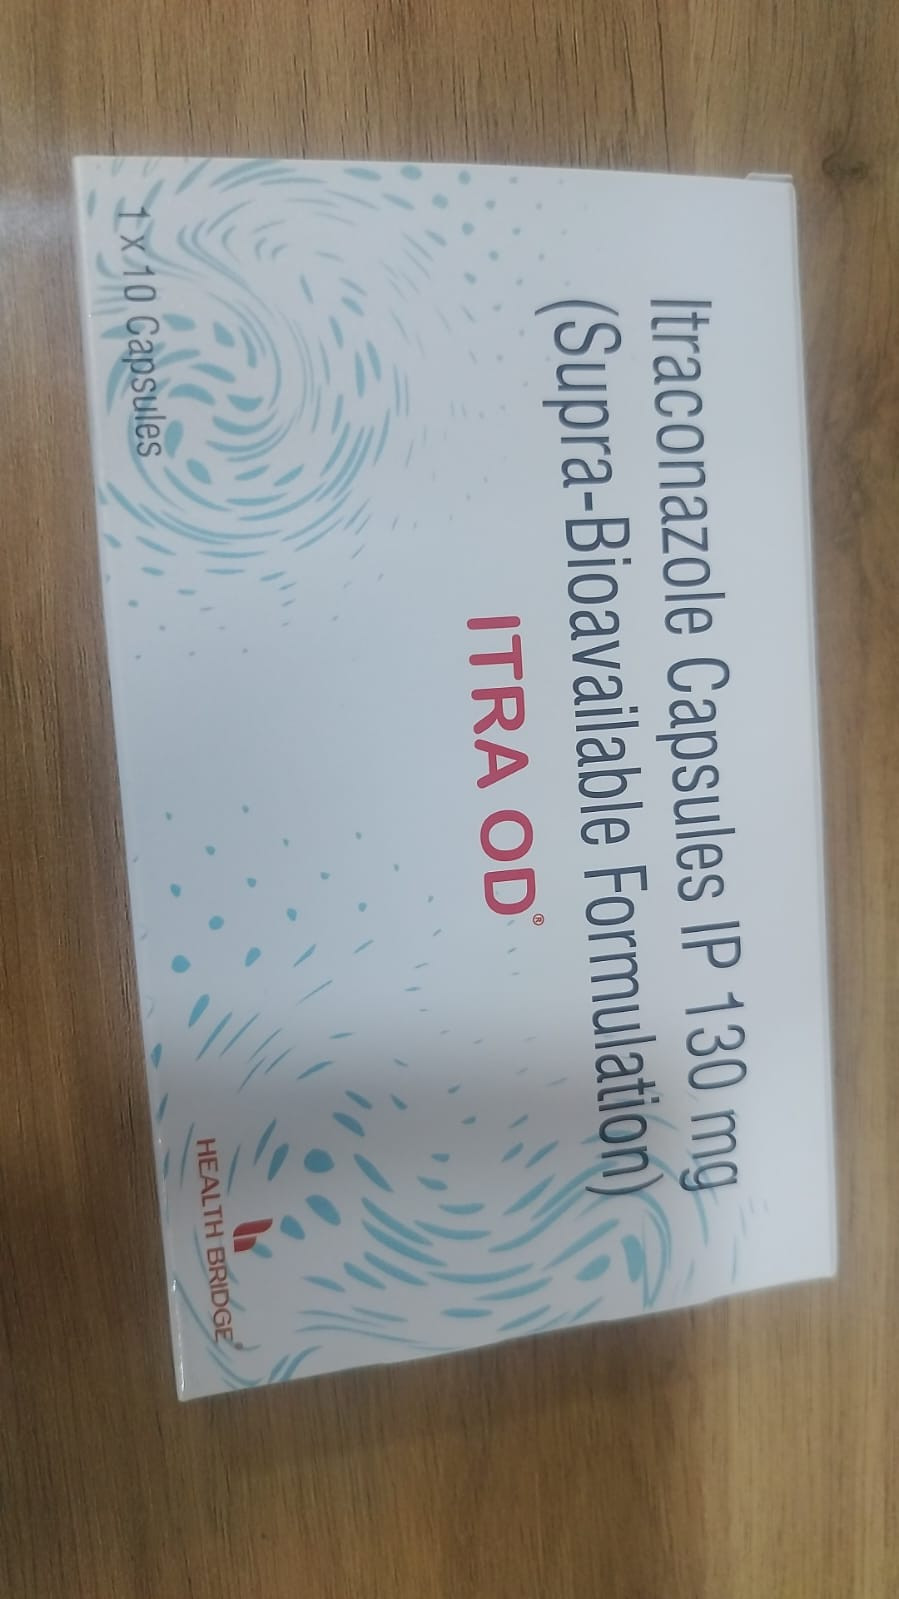 Itraconazole Capsules IP 130 mg
(Supra-Bioavailable Formulation)
ITRA OD®
1 x 10 Capsules
HEALTH BRIDGE